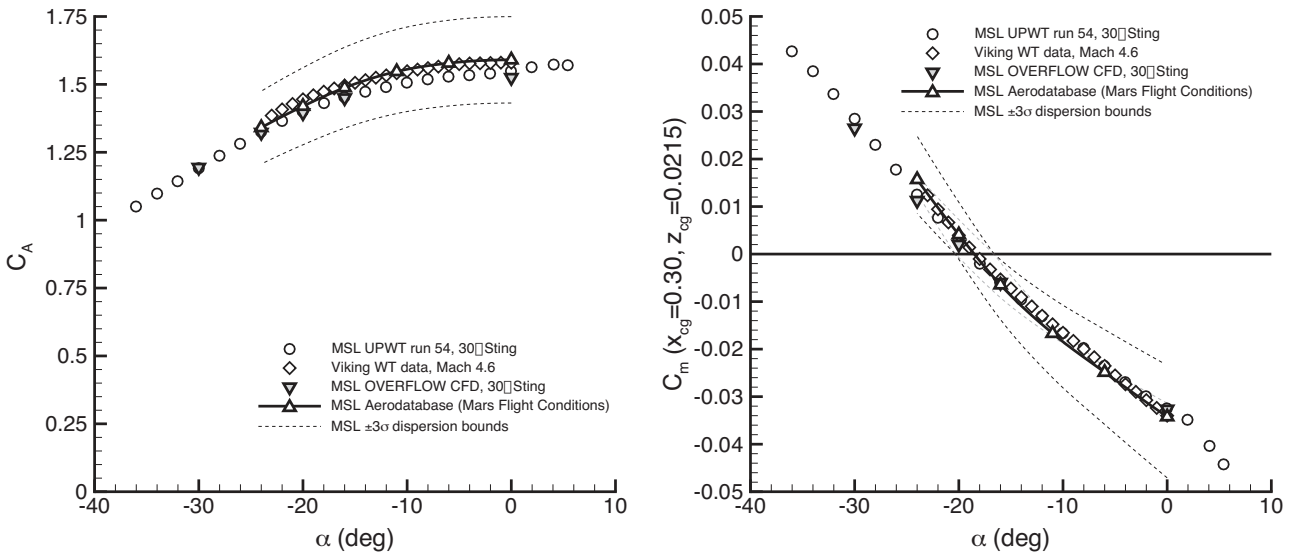 1.75
1.5
1.25
1
0.75
0.5
0.25
0
C_A
-40 -30 -20 -10 0 10
α (deg)
MSL UPWT run 54, 30▯Sting
Viking WT data, Mach 4.6
MSL OVERFLOW CFD, 30▯Sting
MSL Aerodatabase (Mars Flight Conditions)
MSL ±3σ dispersion bounds
0.05
0.04
0.03
0.02
0.01
0
-0.01
-0.02
-0.03
-0.04
-0.05
C_m (x_cg=0.30, z_cg=0.0215)
-40 -30 -20 -10 0 10
α (deg)
MSL UPWT run 54, 30▯Sting
Viking WT data, Mach 4.6
MSL OVERFLOW CFD, 30▯Sting
MSL Aerodatabase (Mars Flight Conditions)
MSL ±3σ dispersion bounds